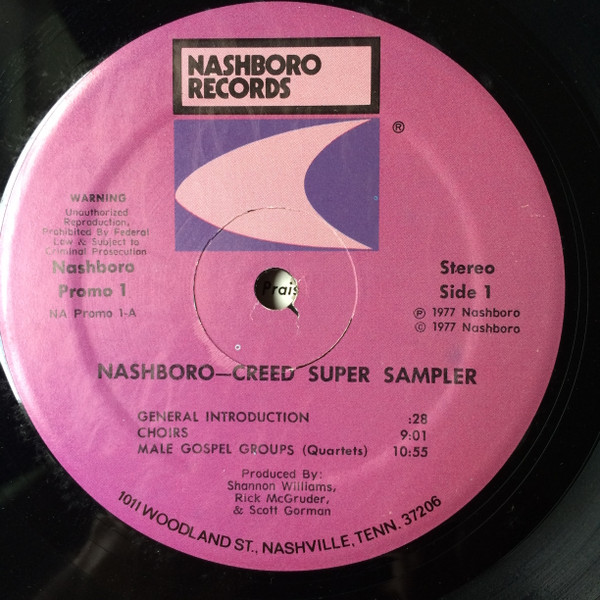 NASHBORO
RECORDS
®
WARNING
Unauthorized
Reproduction,
Prohibited By Federal
Law & Subject to
Criminal Prosecution
Nashboro
Promo 1
NA Promo 1-A
Prais
Stereo
Side 1
Ⓟ 1977 Nashboro
© 1977 Nashboro
NASHBORO—CREED SUPER SAMPLER
GENERAL INTRODUCTION :28
CHOIRS 9:01
MALE GOSPEL GROUPS (Quartets) 10:55
Produced By:
Shannon Williams,
Rick McGruder,
& Scott Gorman
1011 WOODLAND ST., NASHVILLE, TENN. 37206